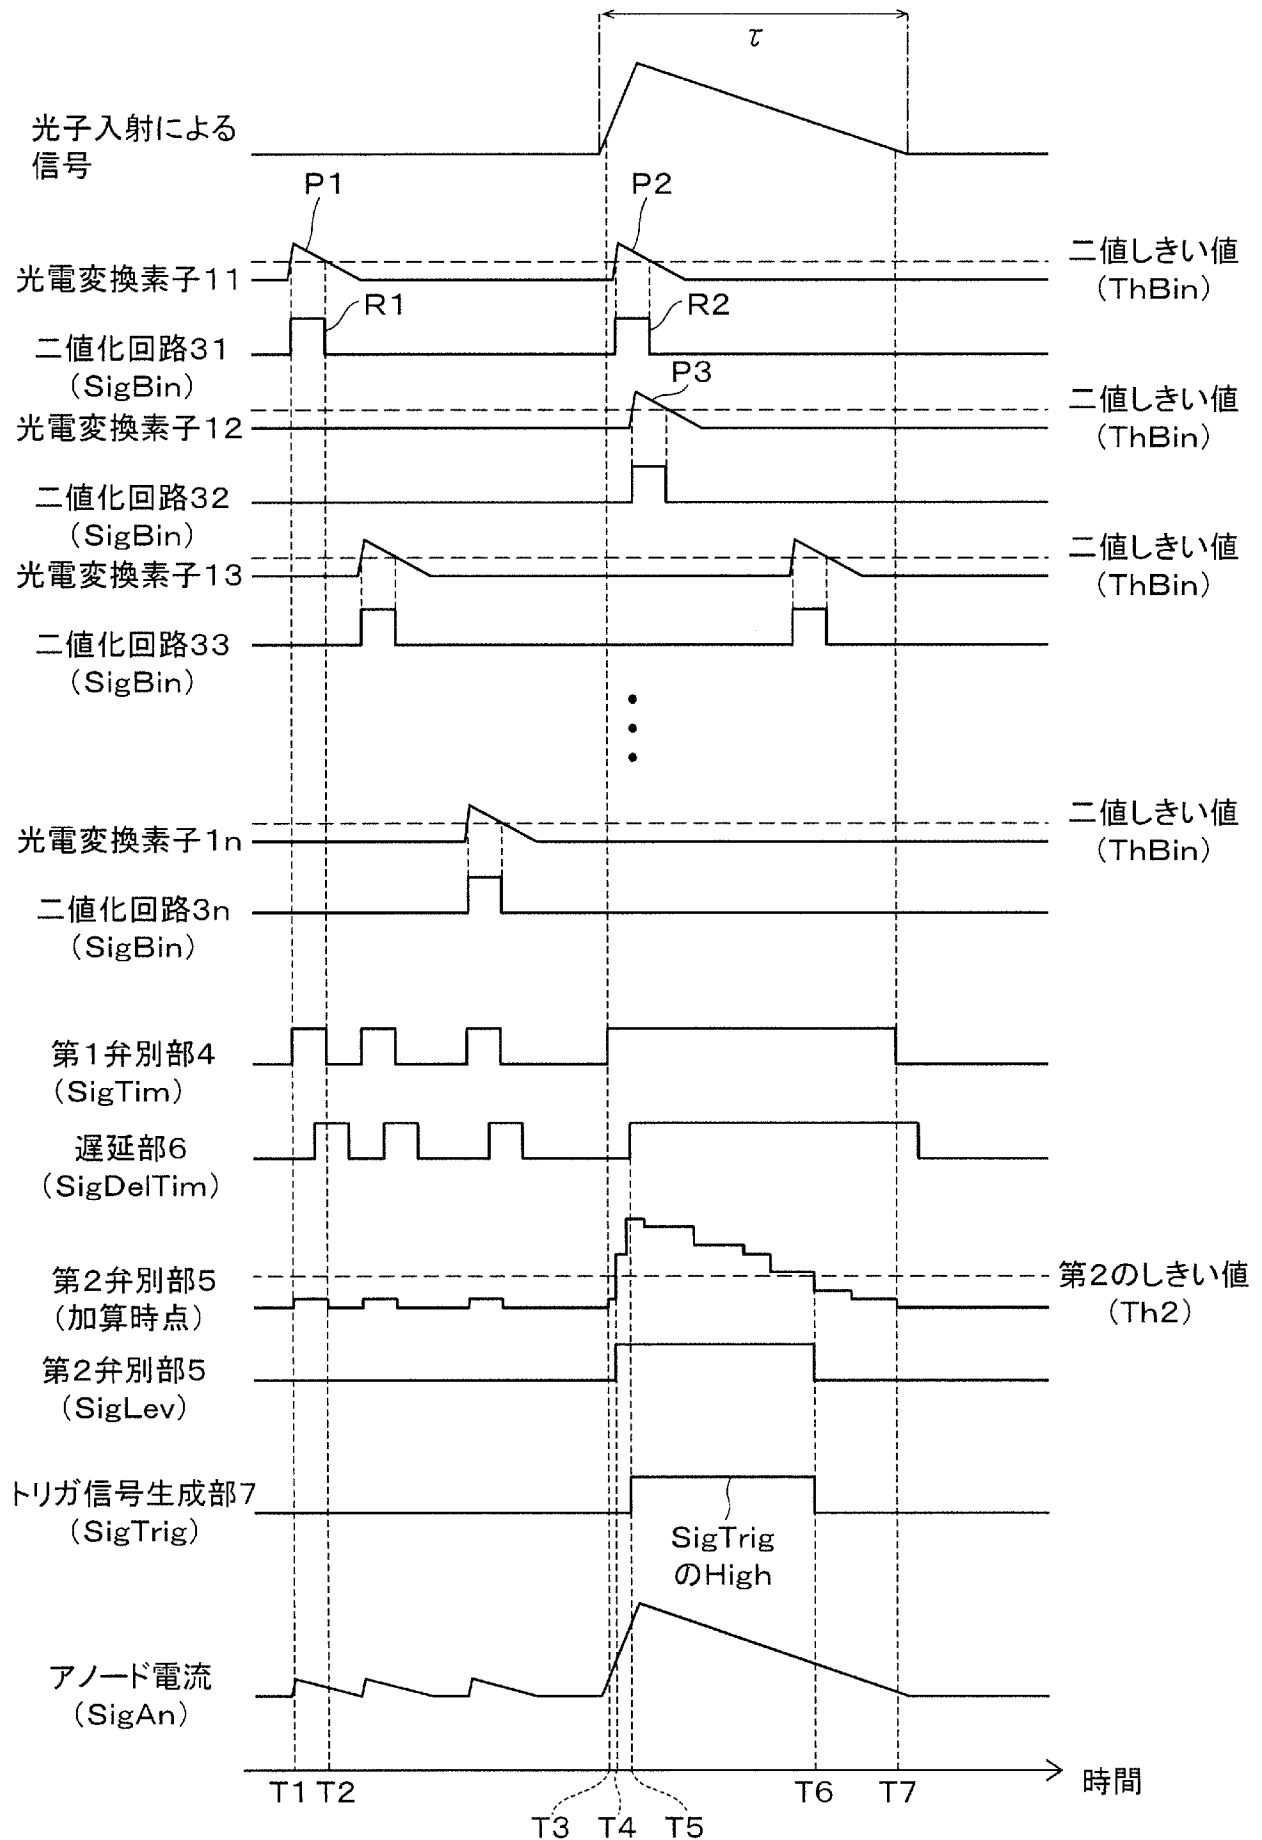 τ
光子入射による
信号
P1
P2
二値しきい値
(ThBin)
光電変換素子11
R1
R2
二値化回路31
(SigBin)
P3
二値しきい値
(ThBin)
光電変換素子12
二値化回路32
(SigBin)
二値しきい値
(ThBin)
光電変換素子13
二値化回路33
(SigBin)
二値しきい値
(ThBin)
光電変換素子1n
二値化回路3n
(SigBin)
第1弁別部4
(SigTim)
遅延部6
(SigDelTim)
第2弁別部5
(加算時点)
第2のしきい値
(Th2)
第2弁別部5
(SigLev)
トリガ信号生成部7
(SigTrig)
SigTrig
のHigh
アノード電流
(SigAn)
T1 T2 T6 T7 時間
T3 T4 T5